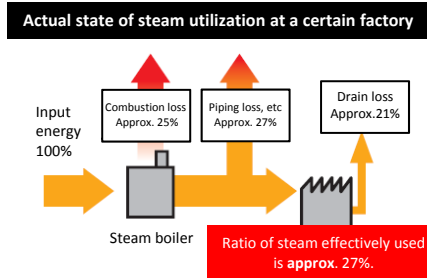 Actual state of steam utilization at a certain factory
Input
energy
100%
Combustion loss
Approx. 25%
Piping loss, etc
Approx. 27%
Drain loss
Approx.21%
Steam boiler
Ratio of steam effectively used
is approx. 27%.